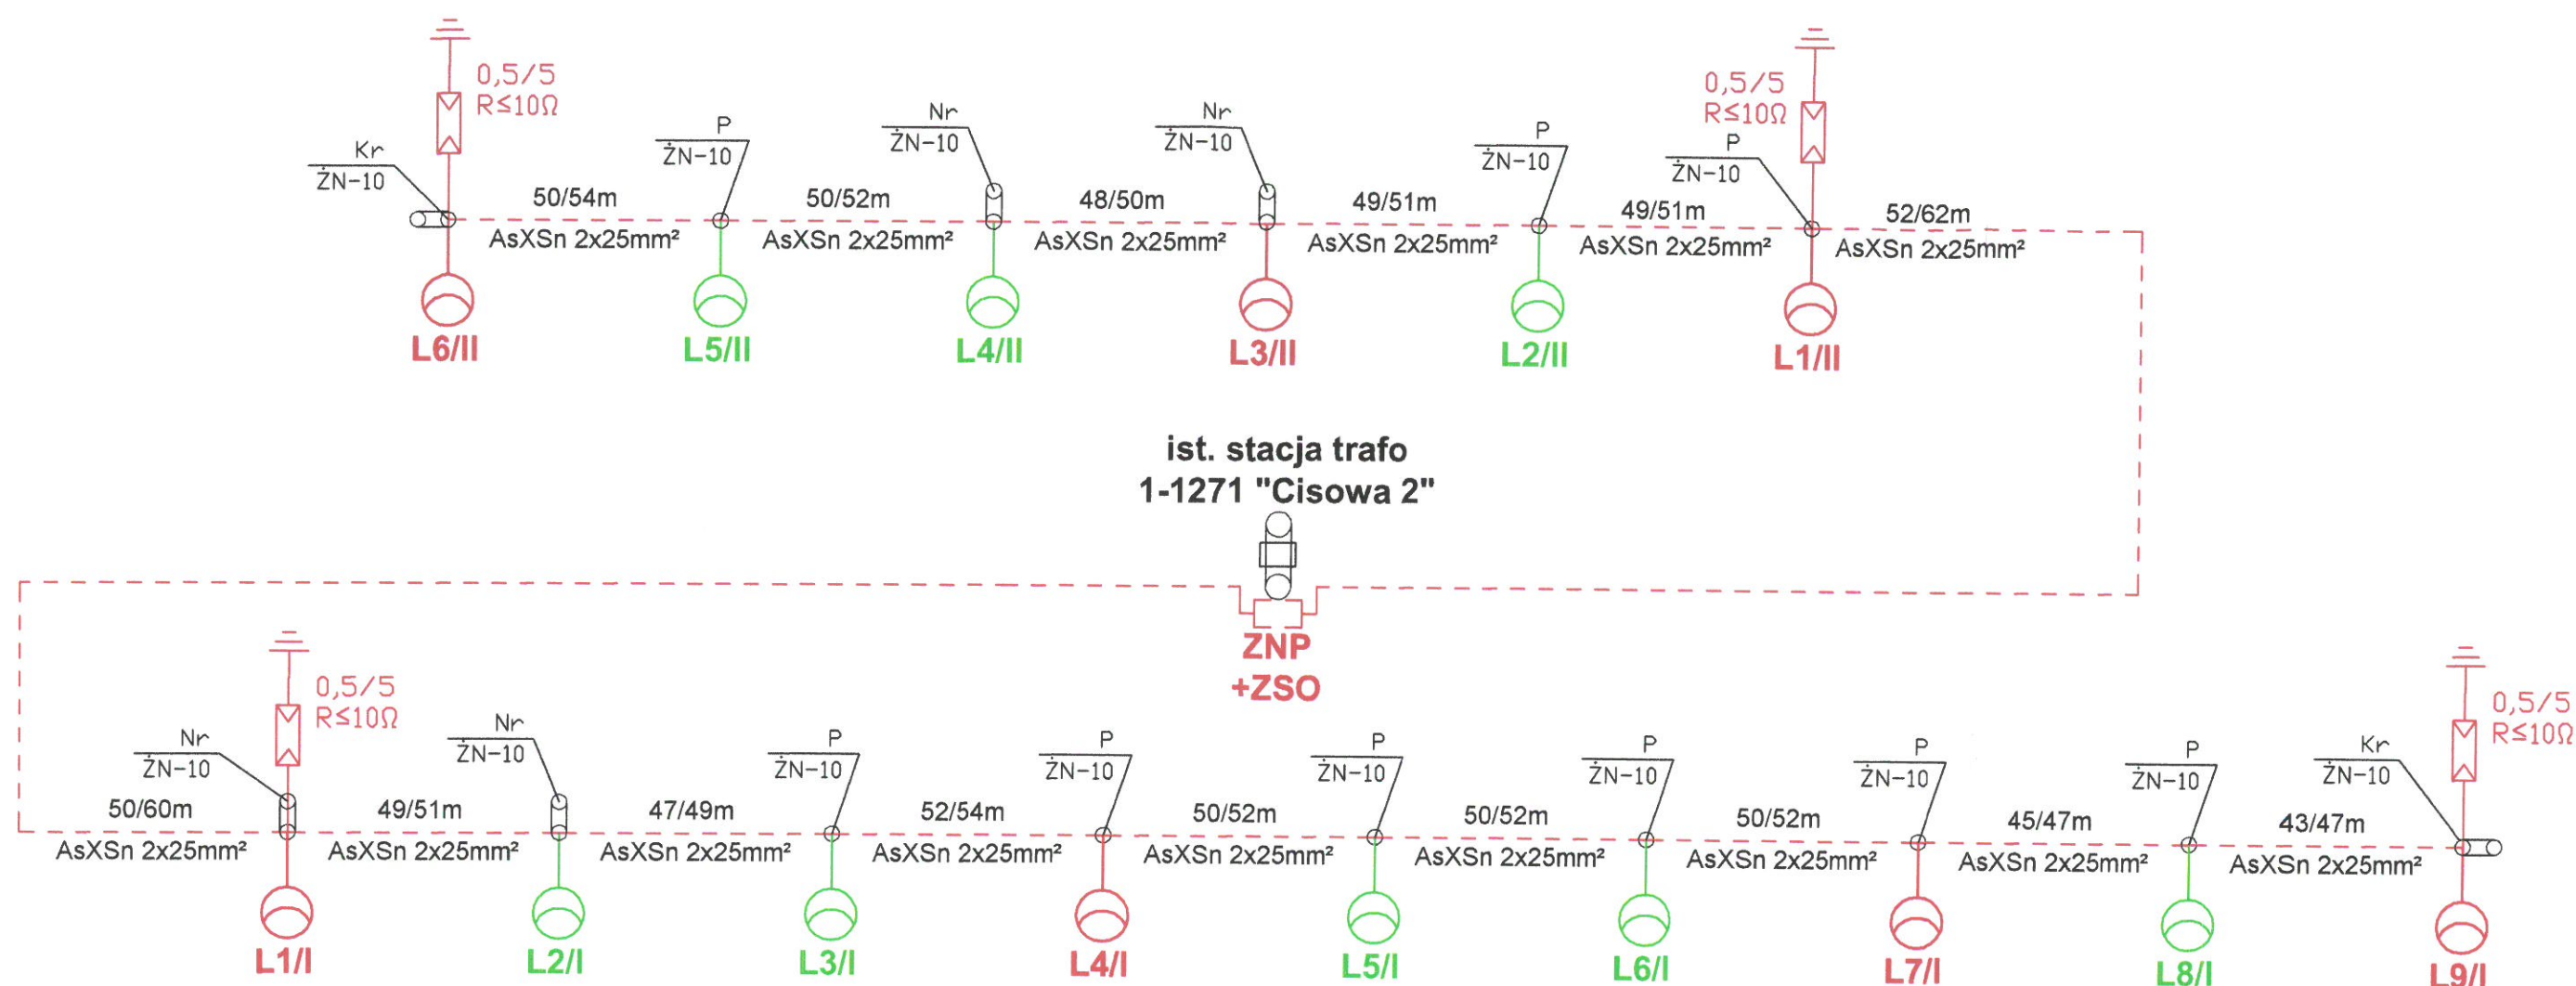 0,5/5
R≤10Ω
Kr
ŻN-10
P
ŻN-10
Nr
ŻN-10
Nr
ŻN-10
P
ŻN-10
0,5/5
R≤10Ω
P
ŻN-10
50/54m
50/52m
48/50m
49/51m
49/51m
52/62m
AsXSn 2x25mm²
AsXSn 2x25mm²
AsXSn 2x25mm²
AsXSn 2x25mm²
AsXSn 2x25mm²
AsXSn 2x25mm²
L6/II
L5/II
L4/II
L3/II
L2/II
L1/II
ist. stacja trafo
1-1271 "Cisowa 2"
ZNP
+ZSO
0,5/5
R≤10Ω
Nr
ŻN-10
Nr
ŻN-10
P
ŻN-10
P
ŻN-10
P
ŻN-10
P
ŻN-10
P
ŻN-10
P
ŻN-10
Kr
ŻN-10
0,5/5
R≤10Ω
50/60m
49/51m
47/49m
52/54m
50/52m
50/52m
50/52m
45/47m
43/47m
AsXSn 2x25mm²
AsXSn 2x25mm²
AsXSn 2x25mm²
AsXSn 2x25mm²
AsXSn 2x25mm²
AsXSn 2x25mm²
AsXSn 2x25mm²
AsXSn 2x25mm²
AsXSn 2x25mm²
L1/I
L2/I
L3/I
L4/I
L5/I
L6/I
L7/I
L8/I
L9/I